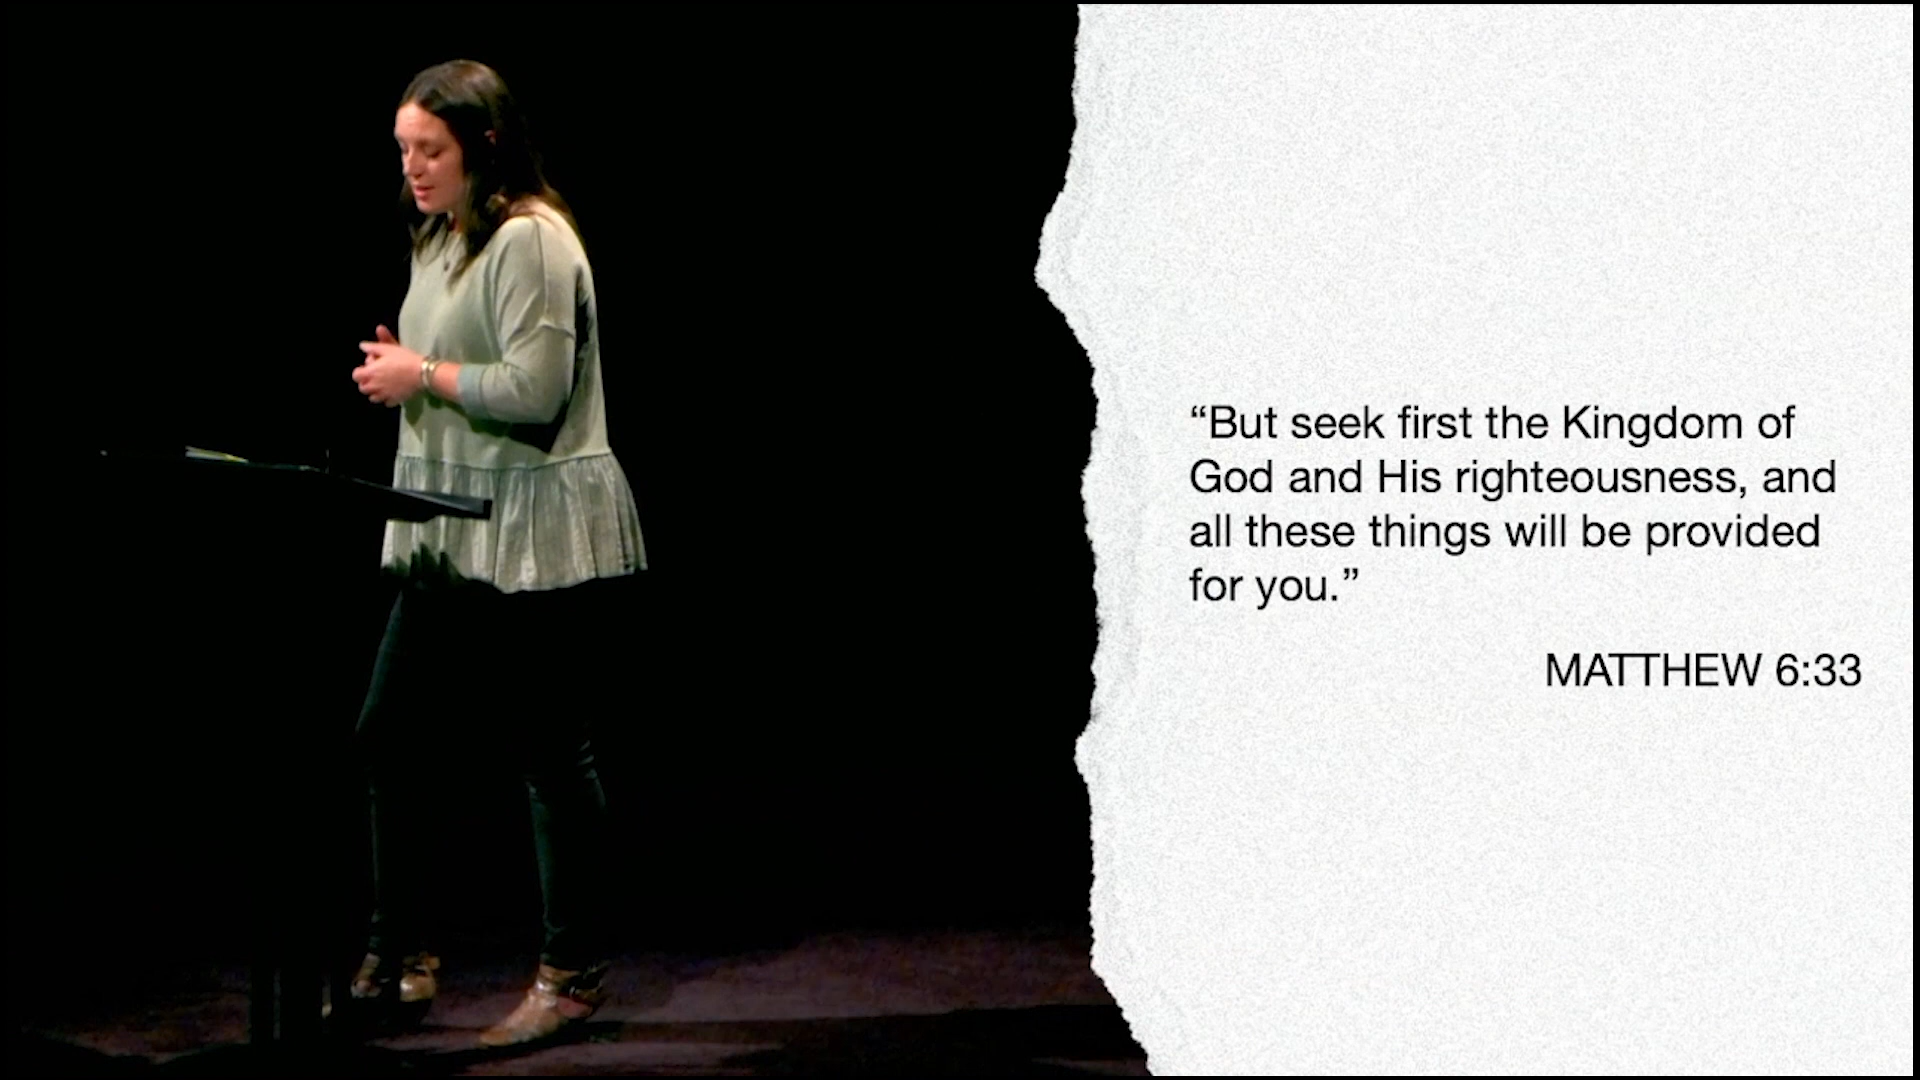 “But seek first the Kingdom of
God and His righteousness, and
all these things will be provided
for you.”
MATTHEW 6:33